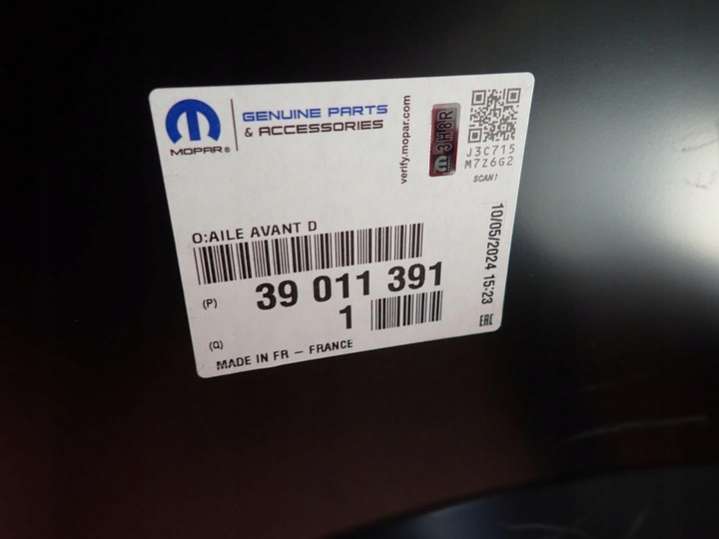 MOPAR®
GENUINE PARTS
& ACCESSORIES
verify.mopar.com
3H8R
J3C715
M7Z6G2
SCAN!
O:AILE AVANT D
(P) 39 011 391
(Q) 1
MADE IN FR – FRANCE
10/05/2024 15:23
EAC